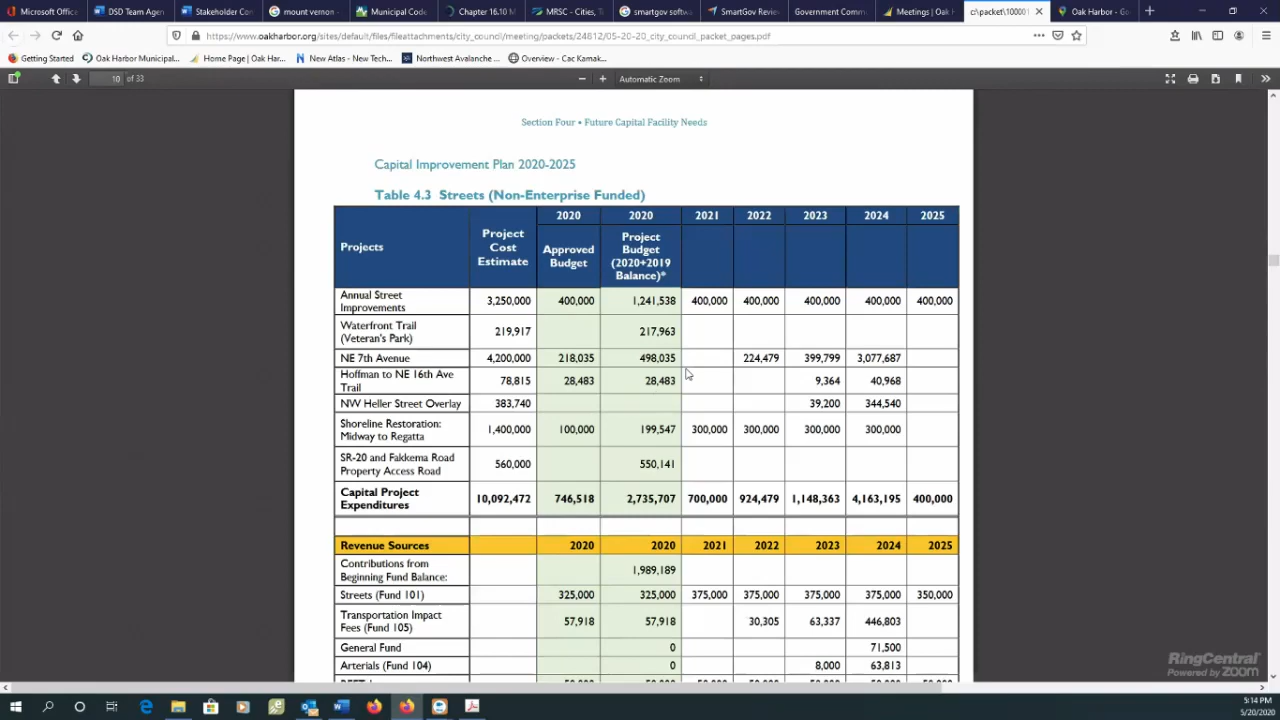 Microsoft Office DSD Team Agen Stakeholder Con mount vernon - Municipal Code Chapter 16.10 M MRSC - Cities, T smartgov softw SmartGov Revie Government Comm Meetings | Oak c:\packet\10000 Oak Harbor - Go
https://www.oakharbor.org/sites/default/files/fileattachments/city_council/meeting/packets/24812/05-20-20_city_council_packet_pages.pdf
Getting Started Oak Harbor Municipal... Home Page | Oak Har... New Atlas - New Tech... Northwest Avalanche ... Overview - Cac Kamak...
10 of 33 Automatic Zoom
Section Four • Future Capital Facility Needs
Capital Improvement Plan 2020-2025
Table 4.3 Streets (Non-Enterprise Funded)
Projects Project Cost Estimate 2020 Approved Budget 2020 Project Budget (2020+2019 Balance)* 2021 2022 2023 2024 2025
Annual Street Improvements 3,250,000 400,000 1,241,538 400,000 400,000 400,000 400,000 400,000
Waterfront Trail (Veteran's Park) 219,917 217,963
NE 7th Avenue 4,200,000 218,035 498,035 224,479 399,799 3,077,687
Hoffman to NE 16th Ave Trail 78,815 28,483 28,483 9,364 40,968
NW Heller Street Overlay 383,740 39,200 344,540
Shoreline Restoration: Midway to Regatta 1,400,000 100,000 199,547 300,000 300,000 300,000 300,000
SR-20 and Fakkema Road Property Access Road 560,000 550,141
Capital Project Expenditures 10,092,472 746,518 2,735,707 700,000 924,479 1,148,363 4,163,195 400,000
Revenue Sources 2020 2020 2021 2022 2023 2024 2025
Contributions from Beginning Fund Balance: 1,989,189
Streets (Fund 101) 325,000 325,000 375,000 375,000 375,000 375,000 350,000
Transportation Impact Fees (Fund 105) 57,918 57,918 30,305 63,337 446,803
General Fund 0 71,500
Arterials (Fund 104) 0 8,000 63,813
RingCentral
Powered by ZOOM
5:14 PM
5/20/2020